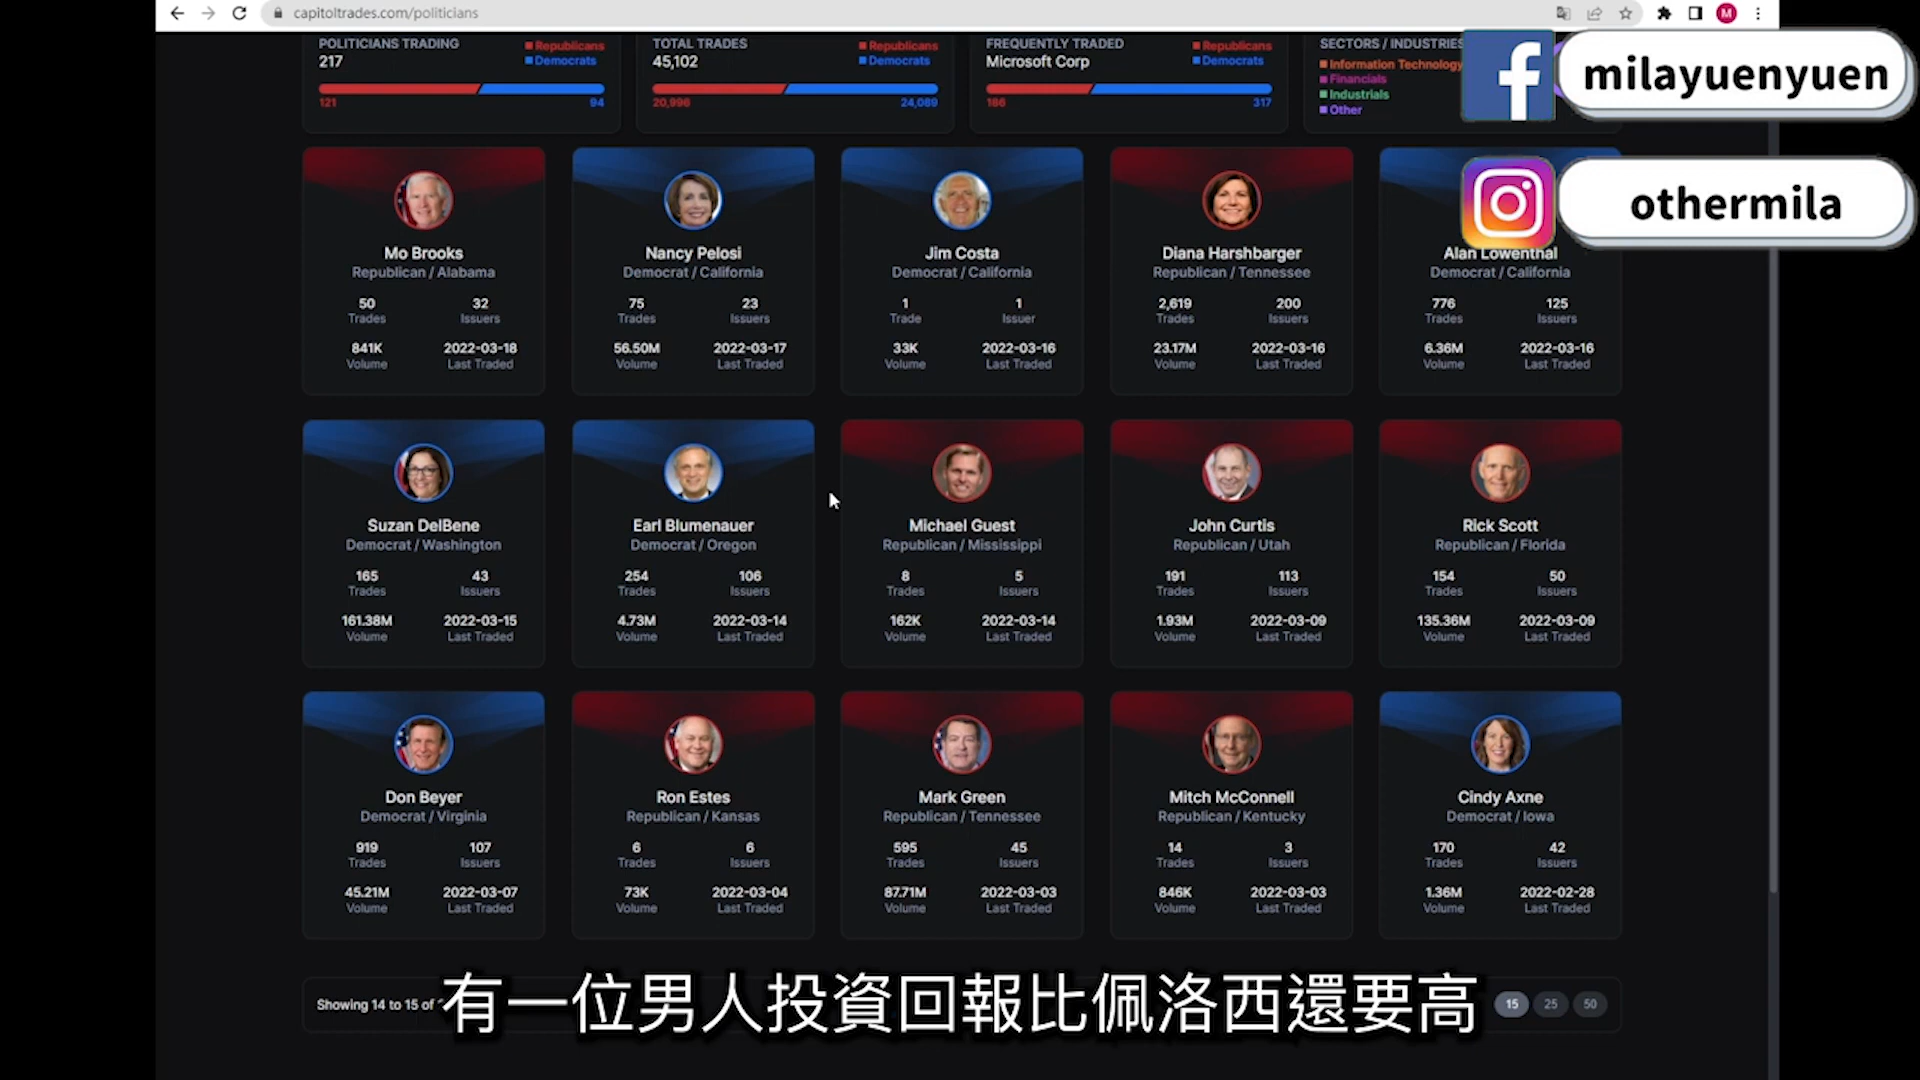 capitoltrades.com/politicians
M
POLITICIANS TRADING
217
Republicans
Democrats
121
94
TOTAL TRADES
45,102
Republicans
Democrats
20,996
24,089
FREQUENTLY TRADED
Microsoft Corp
Republicans
Democrats
186
317
SECTORS / INDUSTRIES
Information Technology
Financials
Industrials
Other
milayuenyuen
othermila
Mo Brooks
Republican / Alabama
50
Trades
32
Issuers
841K
Volume
2022-03-18
Last Traded
Nancy Pelosi
Democrat / California
75
Trades
23
Issuers
56.50M
Volume
2022-03-17
Last Traded
Jim Costa
Democrat / California
1
Trade
1
Issuer
33K
Volume
2022-03-16
Last Traded
Diana Harshbarger
Republican / Tennessee
2,619
Trades
200
Issuers
23.17M
Volume
2022-03-16
Last Traded
Alan Lowenthal
Democrat / California
776
Trades
125
Issuers
6.36M
Volume
2022-03-16
Last Traded
Suzan DelBene
Democrat / Washington
165
Trades
43
Issuers
161.38M
Volume
2022-03-15
Last Traded
Earl Blumenauer
Democrat / Oregon
254
Trades
106
Issuers
4.73M
Volume
2022-03-14
Last Traded
Michael Guest
Republican / Mississippi
8
Trades
5
Issuers
162K
Volume
2022-03-14
Last Traded
John Curtis
Republican / Utah
191
Trades
113
Issuers
1.93M
Volume
2022-03-09
Last Traded
Rick Scott
Republican / Florida
154
Trades
50
Issuers
135.36M
Volume
2022-03-09
Last Traded
Don Beyer
Democrat / Virginia
919
Trades
107
Issuers
45.21M
Volume
2022-03-07
Last Traded
Ron Estes
Republican / Kansas
6
Trades
6
Issuers
73K
Volume
2022-03-04
Last Traded
Mark Green
Republican / Tennessee
595
Trades
45
Issuers
87.71M
Volume
2022-03-03
Last Traded
Mitch McConnell
Republican / Kentucky
14
Trades
3
Issuers
846K
Volume
2022-03-03
Last Traded
Cindy Axne
Democrat / Iowa
170
Trades
42
Issuers
1.36M
Volume
2022-02-28
Last Traded
Showing 14 to 15 of
15
25
50
有一位男人投資回報比佩洛西還要高